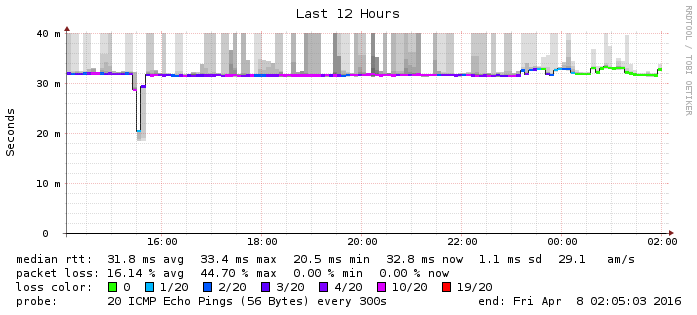 Last 12 Hours
RRDTOOL / TOBI OETIKER
Seconds
40 m
30 m
20 m
10 m
0
16:00 18:00 20:00 22:00 00:00 02:00
median rtt: 31.8 ms avg 33.4 ms max 20.5 ms min 32.8 ms now 1.1 ms sd 29.1 am/s
packet loss: 16.14 % avg 44.70 % max 0.00 % min 0.00 % now
loss color: 0 1/20 2/20 3/20 4/20 10/20 19/20
probe: 20 ICMP Echo Pings (56 Bytes) every 300s end: Fri Apr 8 02:05:03 2016